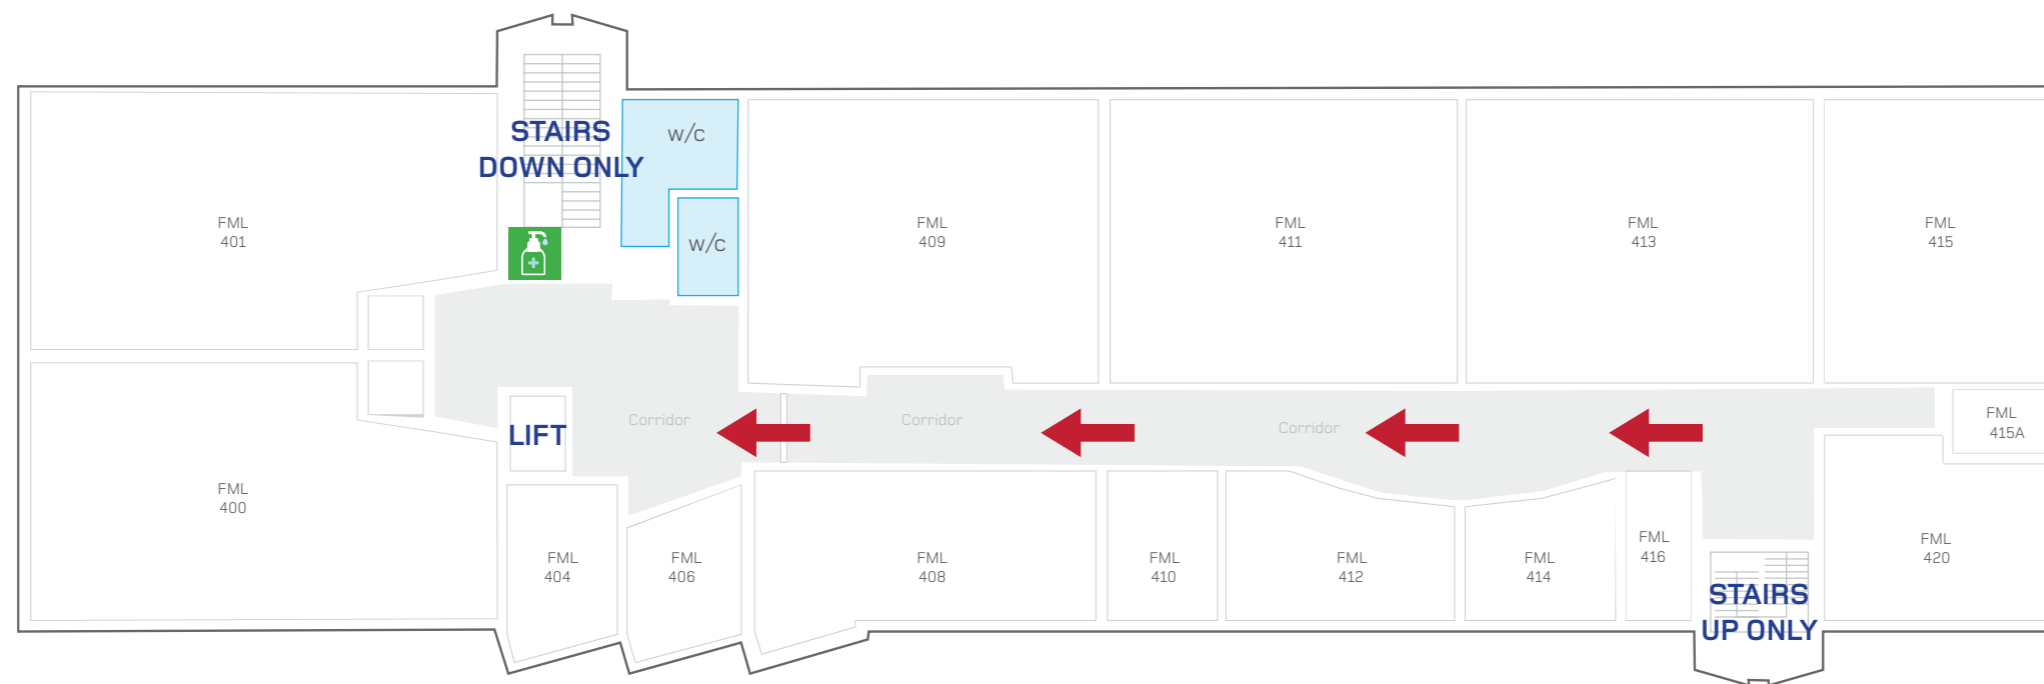 STAIRS
DOWN ONLY
w/c
w/c
FML
401
FML
409
FML
411
FML
413
FML
415
Corridor
Corridor
Corridor
LIFT
FML
415A
FML
400
FML
404
FML
406
FML
408
FML
410
FML
412
FML
414
FML
416
STAIRS
UP ONLY
FML
420